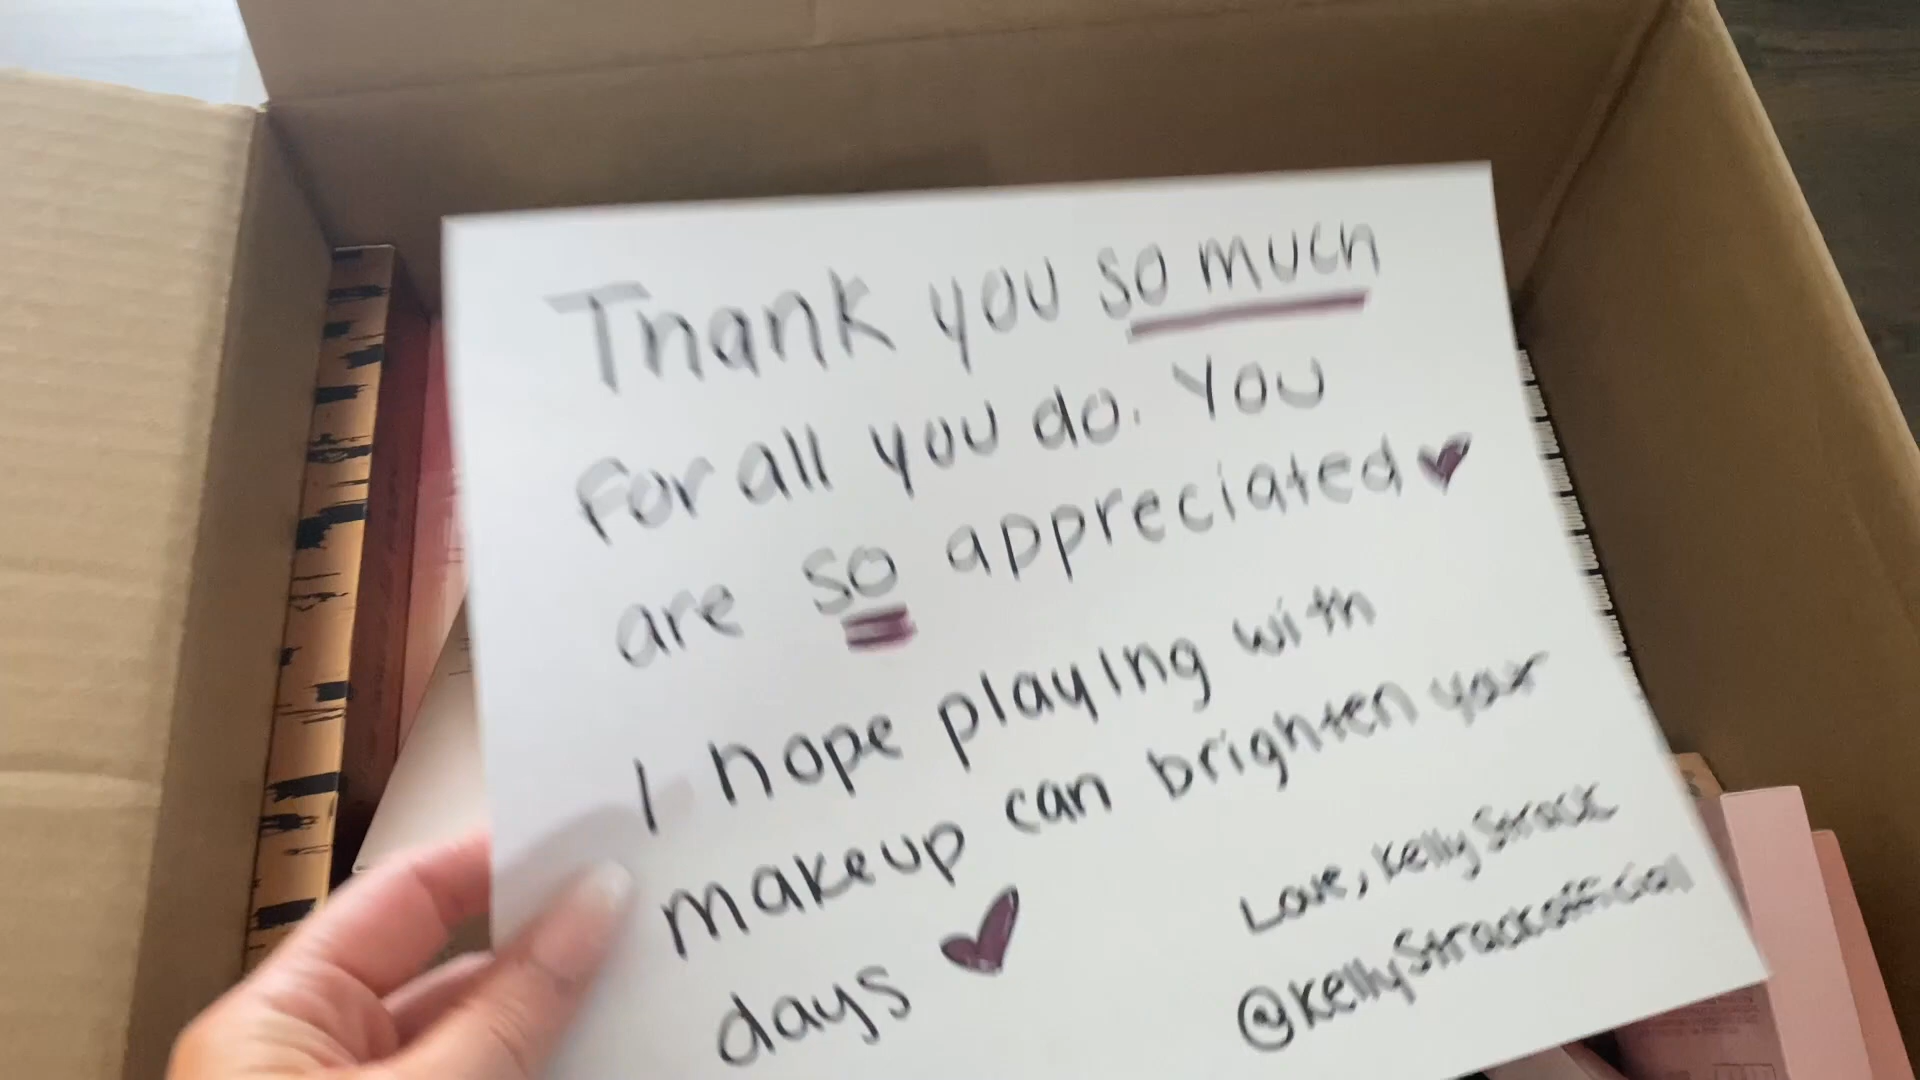 Thank you so much
for all you do. You
are so appreciated ♥
I hope playing with
makeup can brighten your
days ♥
Love, Kelly Strack
@KellyStrackofficial